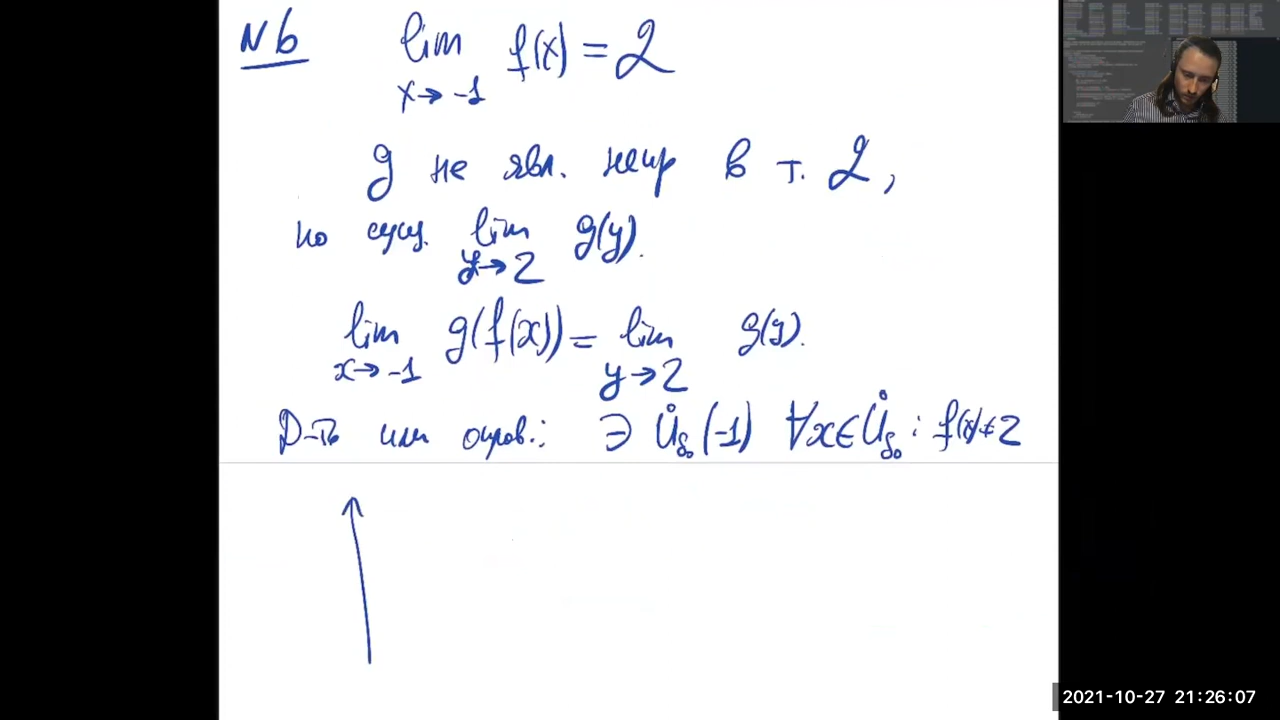 N 6 lim f(x) = 2
x → -1
g не явл. непр в т. 2,
но сущ. lim g(y).
y → 2
lim g(f(x)) = lim g(y).
x → -1 y → 2
Д-ть или опров.: ∃ Ů_δ₀(-1) ∀x∈Ů_δ₀ : f(x)≠2
2021-10-27 21:26:07